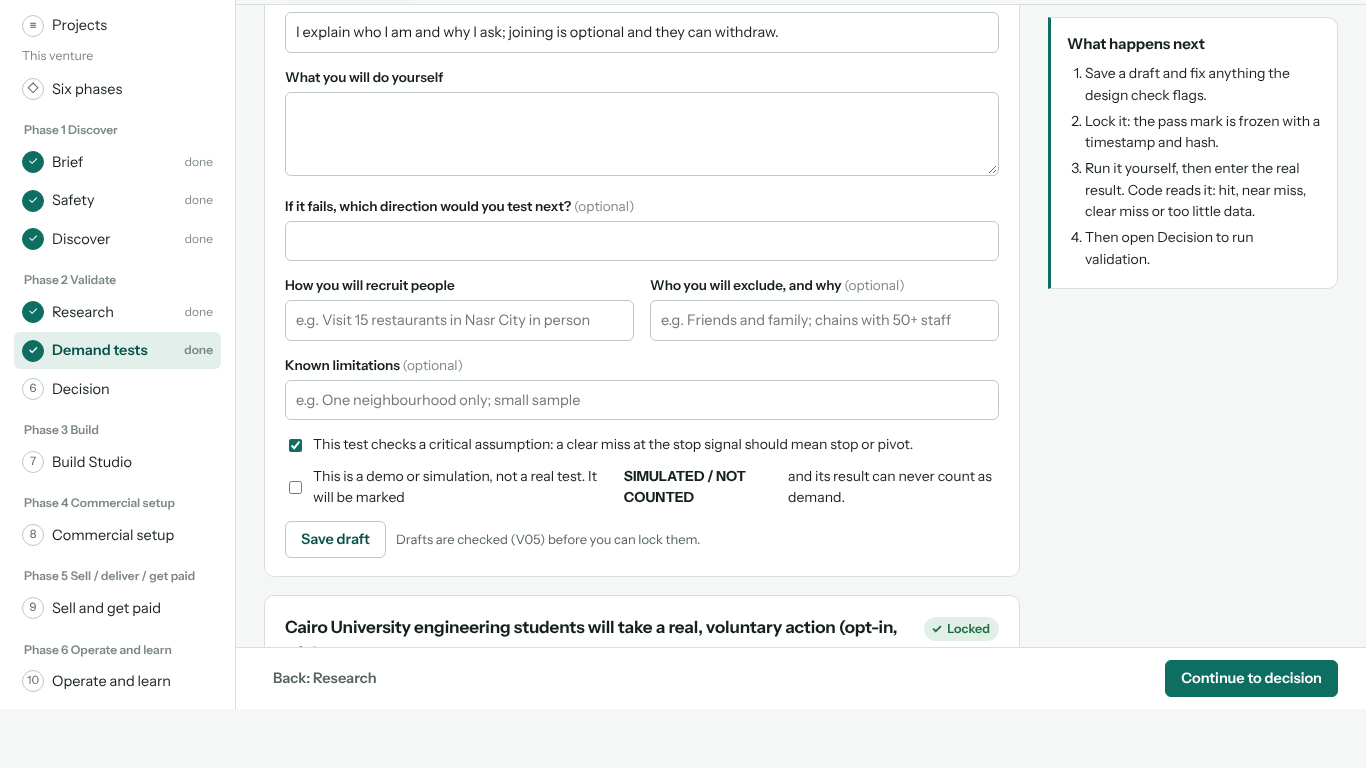 Projects
This venture
Six phases
Phase 1 Discover
Brief done
Safety done
Discover done
Phase 2 Validate
Research done
Demand tests done
6 Decision
Phase 3 Build
7 Build Studio
Phase 4 Commercial setup
8 Commercial setup
Phase 5 Sell / deliver / get paid
9 Sell and get paid
Phase 6 Operate and learn
10 Operate and learn
I explain who I am and why I ask; joining is optional and they can withdraw.
What you will do yourself
If it fails, which direction would you test next? (optional)
How you will recruit people
e.g. Visit 15 restaurants in Nasr City in person
Who you will exclude, and why (optional)
e.g. Friends and family; chains with 50+ staff
Known limitations (optional)
e.g. One neighbourhood only; small sample
This test checks a critical assumption: a clear miss at the stop signal should mean stop or pivot.
This is a demo or simulation, not a real test. It
will be marked
SIMULATED / NOT
COUNTED
and its result can never count as
demand.
Save draft
Drafts are checked (V05) before you can lock them.
Cairo University engineering students will take a real, voluntary action (opt-in,
Locked
Back: Research
Continue to decision
What happens next
1. Save a draft and fix anything the
design check flags.
2. Lock it: the pass mark is frozen with a
timestamp and hash.
3. Run it yourself, then enter the real
result. Code reads it: hit, near miss,
clear miss or too little data.
4. Then open Decision to run
validation.